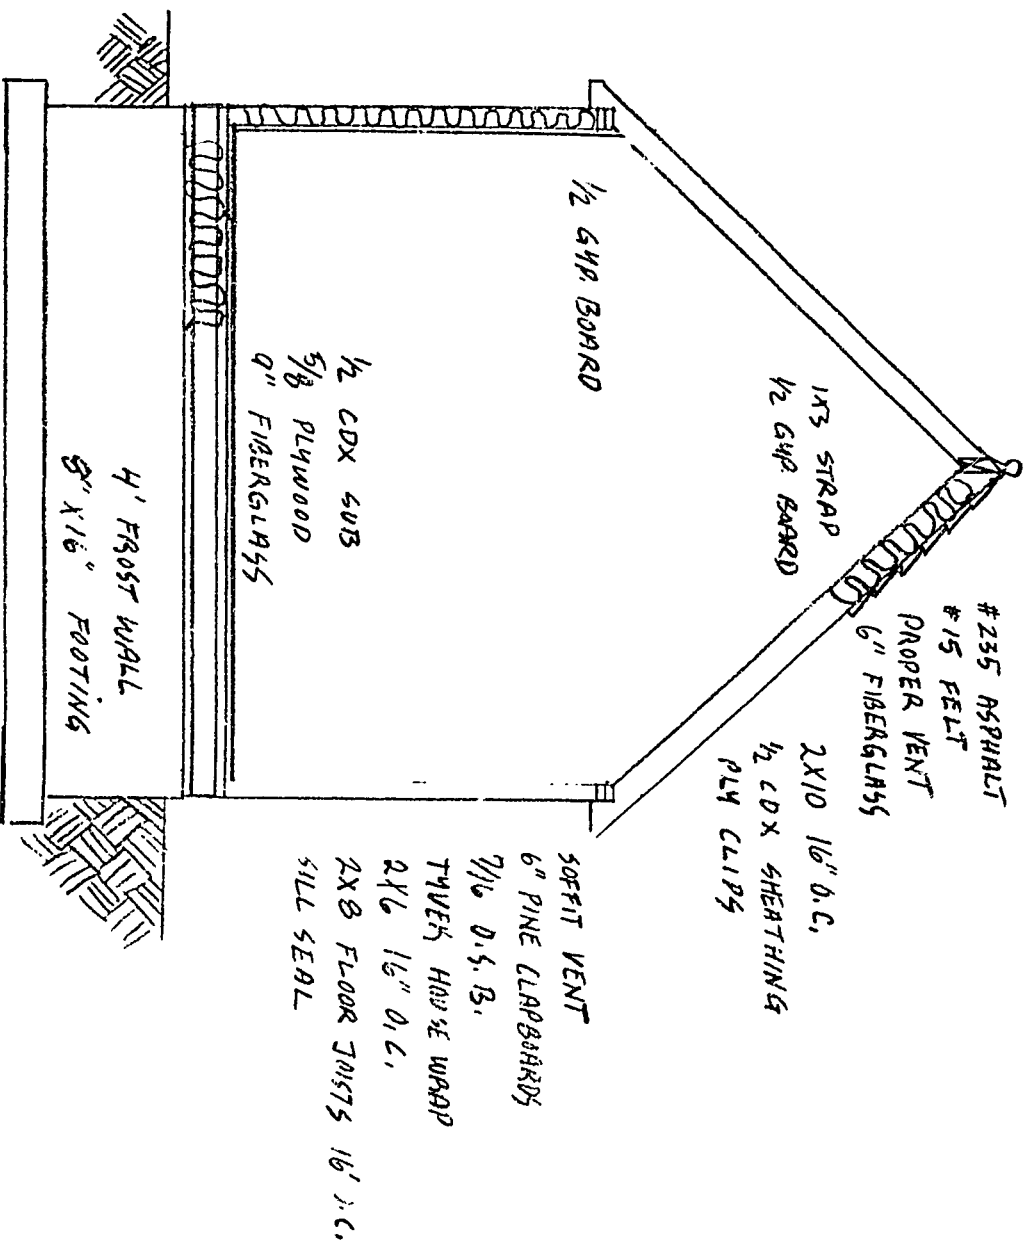 #235 ASPHALT
#15 FELT
PROPER VENT
6" FIBERGLASS
2X10 16" O.C.
1/2 CDX SHEATHING
PLY CLIPS
1X3 STRAP
1/2 GYP BOARD
1/2 GYP. BOARD
SOFFIT VENT
6" PINE CLAPBOARDS
7/16 O.S.B.
TYVEK HOUSE WRAP
2X6 16" O.C.
2X8 FLOOR JOISTS 16' O.C.
SILL SEAL
1/2 CDX SUB
5/8 PLYWOOD
9" FIBERGLASS
4' FROST WALL
8" X 16" FOOTING